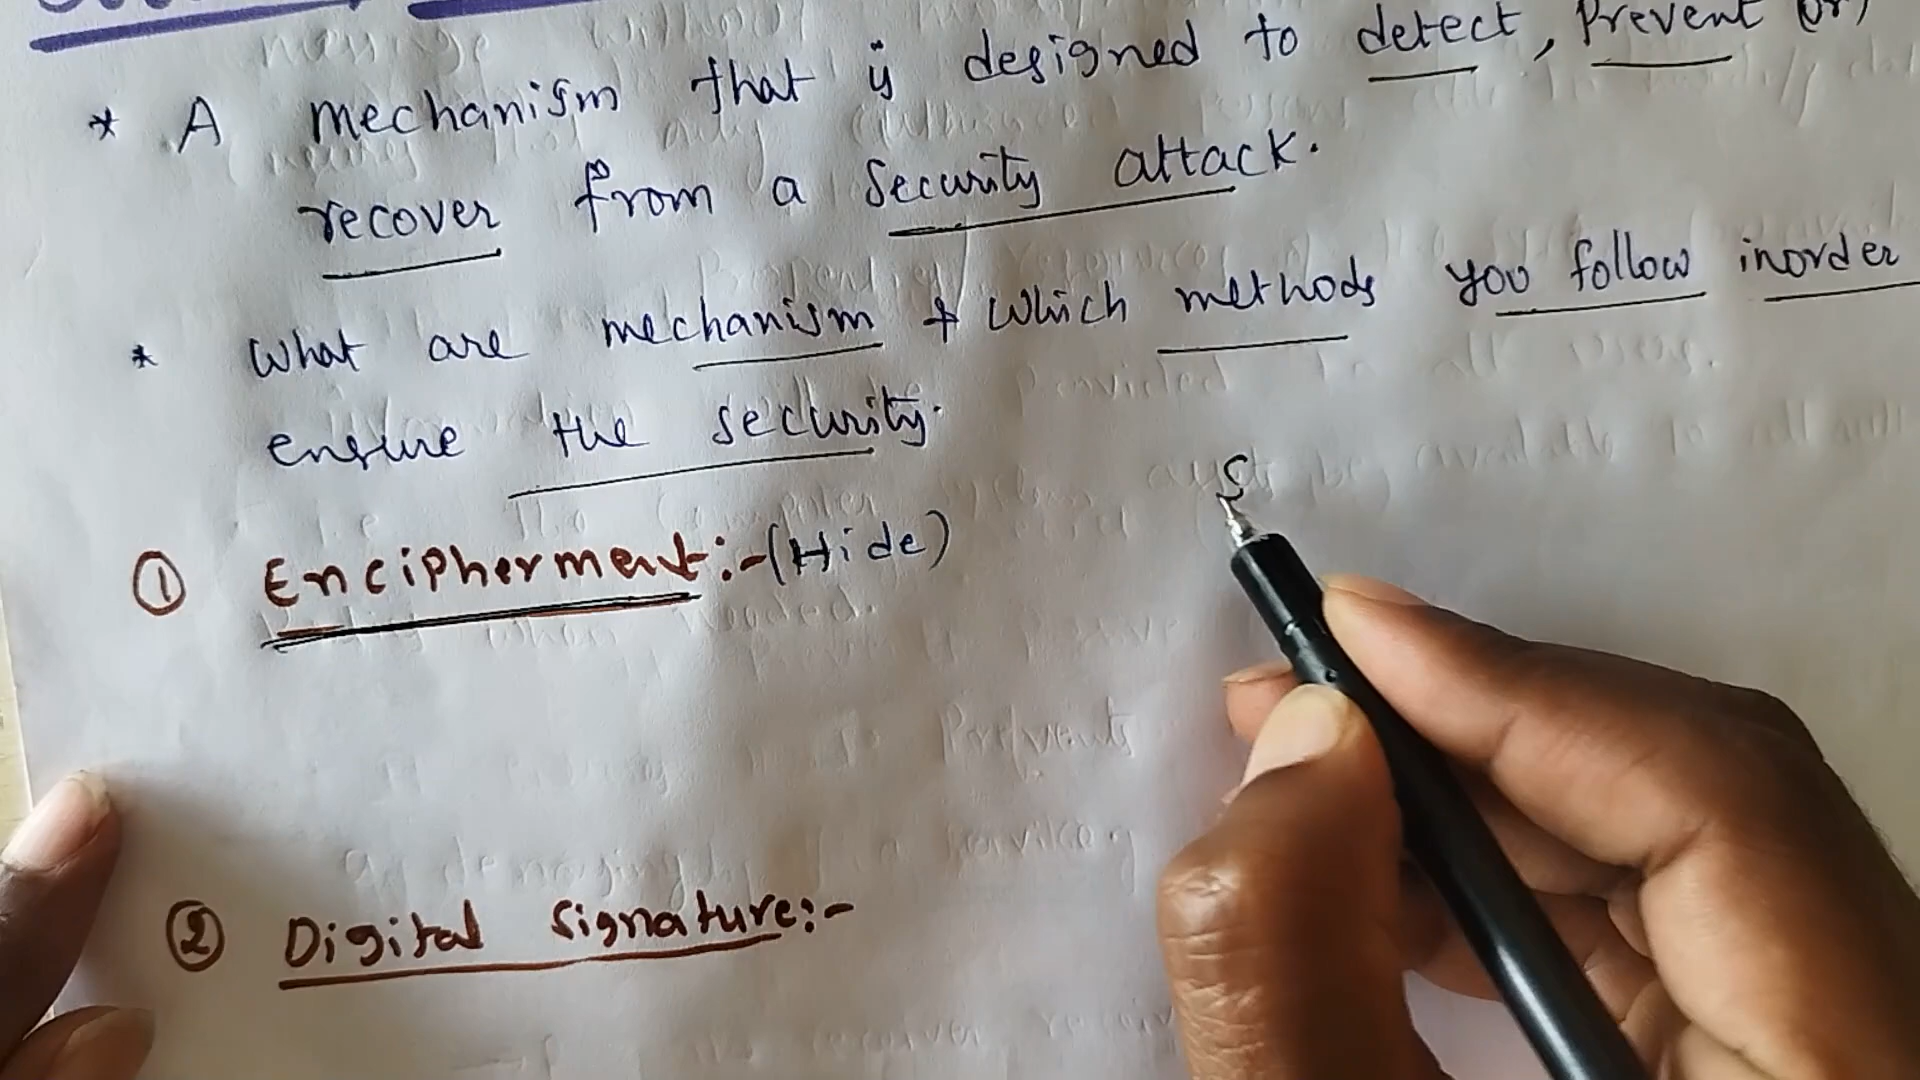 * A mechanism that is designed to detect, Prevent (or)
recover from a Security attack.
* What are mechanism & which methods you follow inorder
ensure the security.
① Encipherment:-(Hide)
S
② Digital Signature:-